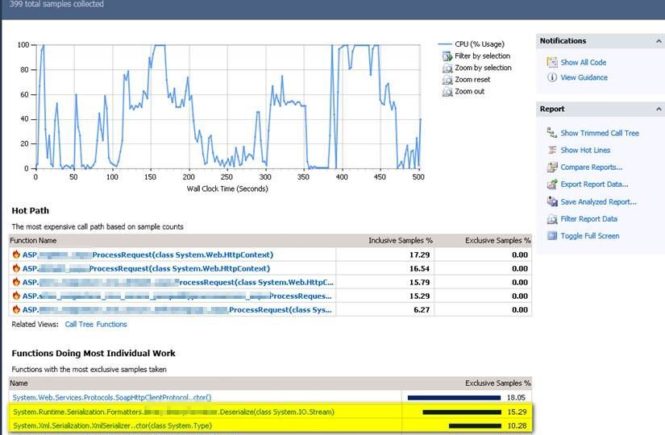 399 total samples collected
100
80
60
40
20
0
0 50 100 150 200 250 300 350 400 450 500
Wall Clock Time (Seconds)
CPU (% Usage)
Filter by selection
Zoom by selection
Zoom reset
Zoom out
Notifications
Show All Code
View Guidance
Report
Show Trimmed Call Tree
Show Hot Lines
Compare Reports...
Export Report Data...
Save Analyzed Report...
Filter Report Data
Toggle Full Screen
Hot Path
The most expensive call path based on sample counts
Function Name Inclusive Samples % Exclusive Samples %
ASP. ProcessRequest(class System.Web.HttpContext) 17.29 0.00
ASP. ProcessRequest(class System.Web.HttpContext) 16.54 0.00
ASP. rocessRequest(class System.Web.HttpC... 15.79 0.00
ASP. ProcessReques... 15.29 0.00
ASP. .ProcessRequest(class Sys... 6.27 0.00
Related Views: Call Tree Functions
Functions Doing Most Individual Work
Functions with the most exclusive samples taken
Name Exclusive Samples %
System.Web.Services.Protocols.SoapHttpClientProtocol..ctor() 18.05
System.Runtime.Serialization.Formatters. .Deserialize(class System.IO.Stream) 15.29
System.Xml.Serialization.XmlSerializer..ctor(class System.Type) 10.28